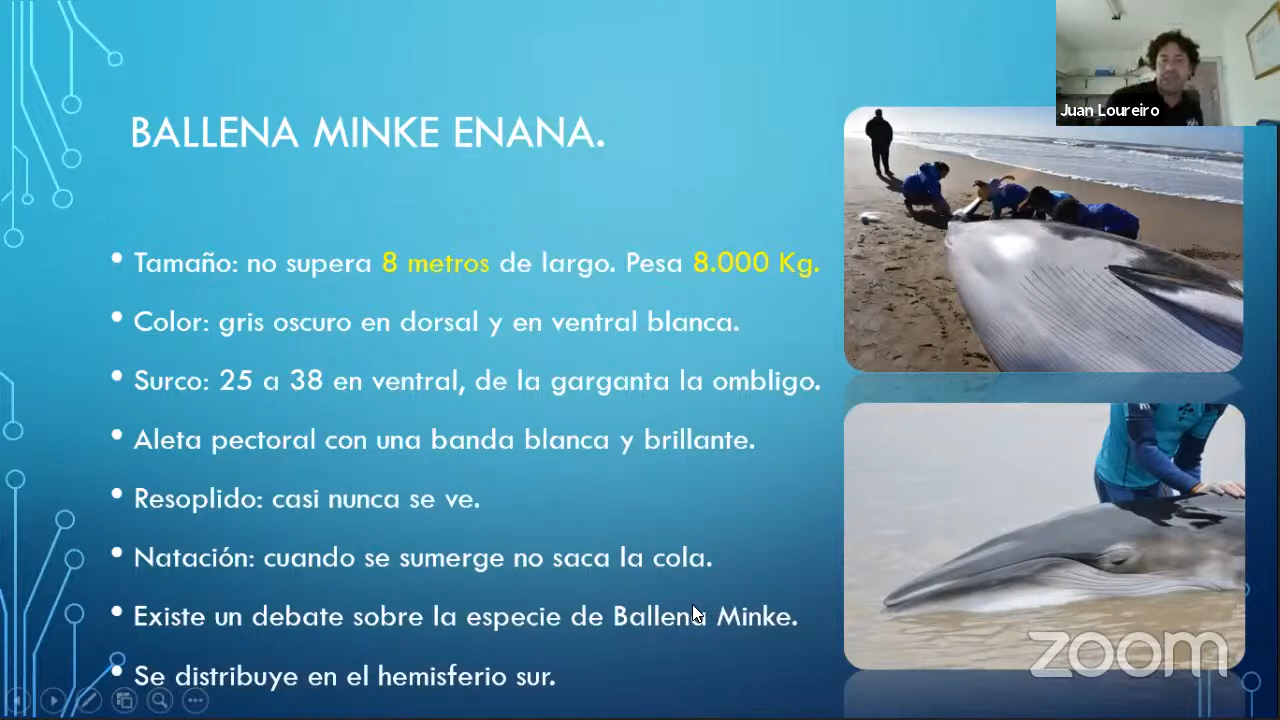 Juan Loureiro
BALLENA MINKE ENANA.
• Tamaño: no supera 8 metros de largo. Pesa 8.000 Kg.
• Color: gris oscuro en dorsal y en ventral blanca.
• Surco: 25 a 38 en ventral, de la garganta la ombligo.
• Aleta pectoral con una banda blanca y brillante.
• Resoplido: casi nunca se ve.
• Natación: cuando se sumerge no saca la cola.
• Existe un debate sobre la especie de Ballena Minke.
• Se distribuye en el hemisferio sur.
zoom